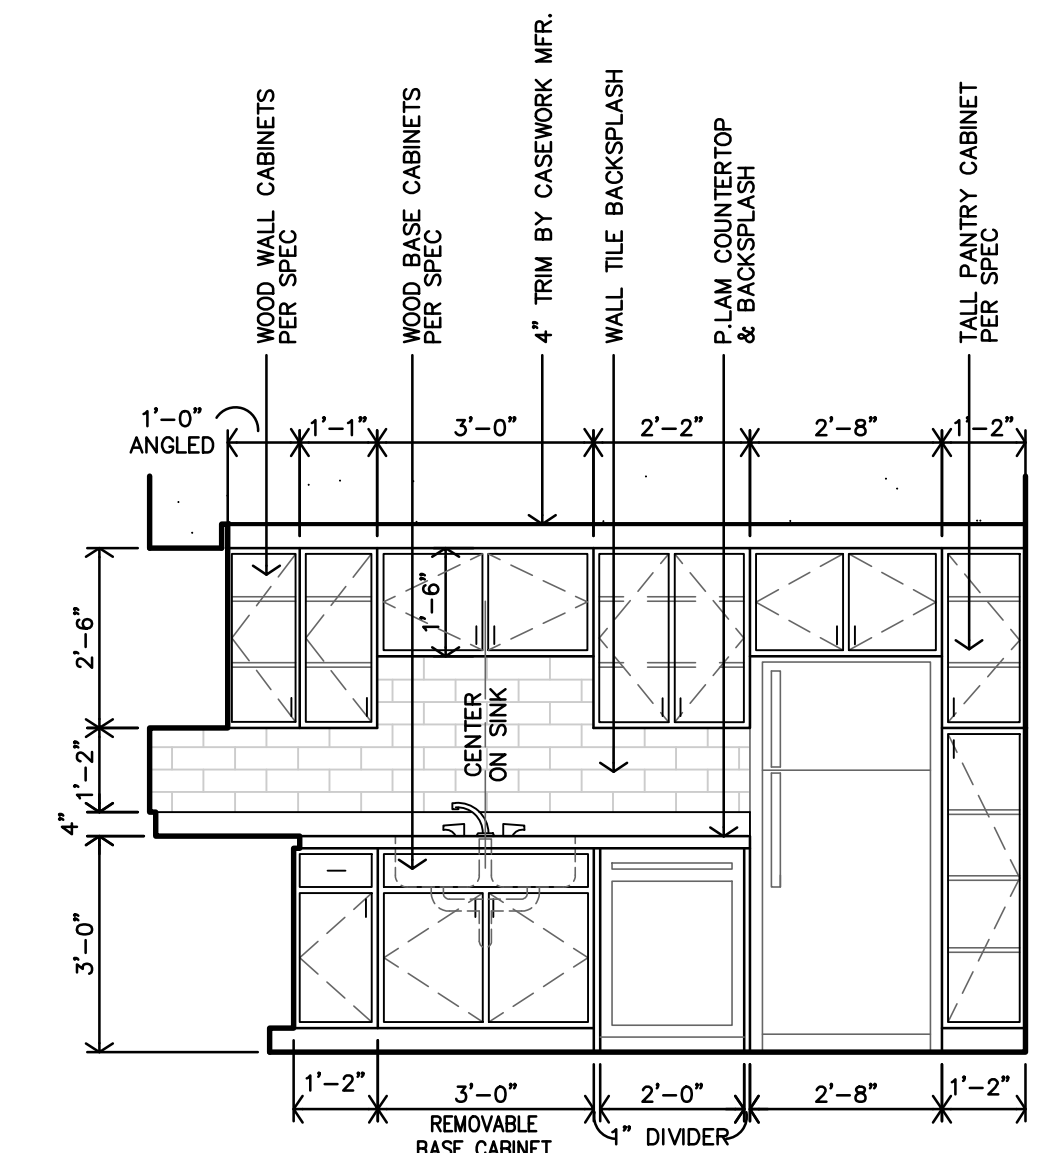 WOOD WALL CABINETS
PER SPEC
WOOD BASE CABINETS
PER SPEC
4" TRIM BY CASEWORK MFR.
WALL TILE BACKSPLASH
P.LAM COUNTERTOP
& BACKSPLASH
TALL PANTRY CABINET
PER SPEC
1'-0"
ANGLED
1'-1"
3'-0"
2'-2"
2'-8"
1'-2"
2'-6"
1'-6"
CENTER
ON SINK
1'-2"
4"
3'-0"
1'-2"
3'-0"
REMOVABLE
BASE CABINET
2'-0"
1" DIVIDER
2'-8"
1'-2"